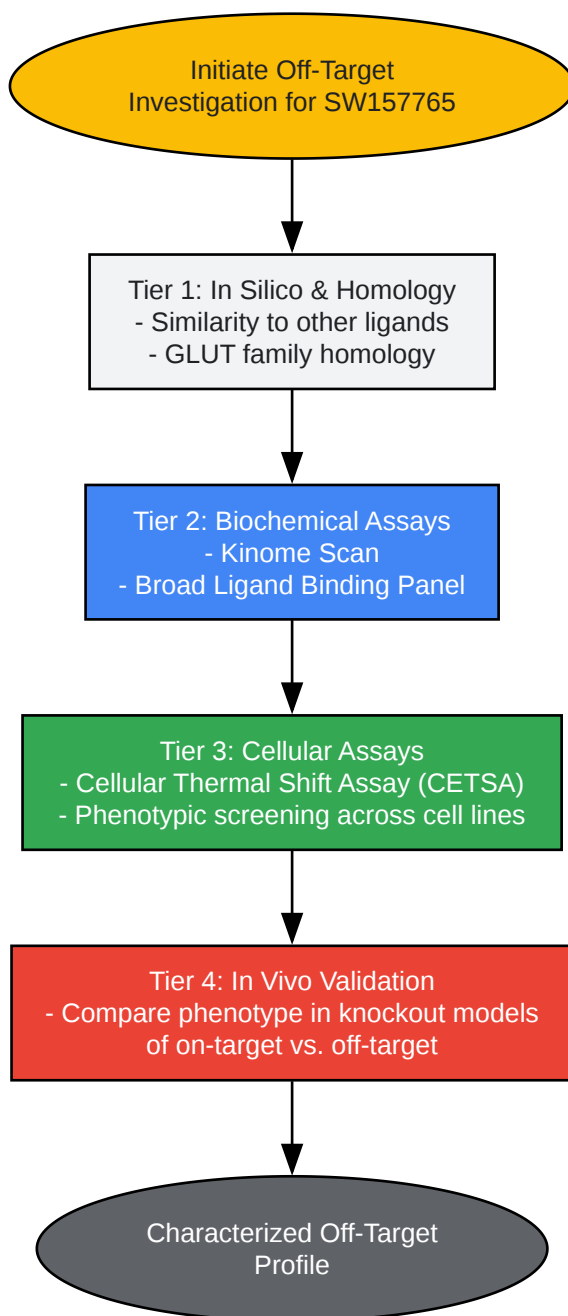 Initiate Off-Target
Investigation for SW157765
Tier 1: In Silico & Homology
- Similarity to other ligands
- GLUT family homology
Tier 2: Biochemical Assays
- Kinome Scan
- Broad Ligand Binding Panel
Tier 3: Cellular Assays
- Cellular Thermal Shift Assay (CETSA)
- Phenotypic screening across cell lines
Tier 4: In Vivo Validation
- Compare phenotype in knockout models
of on-target vs. off-target
Characterized Off-Target
Profile